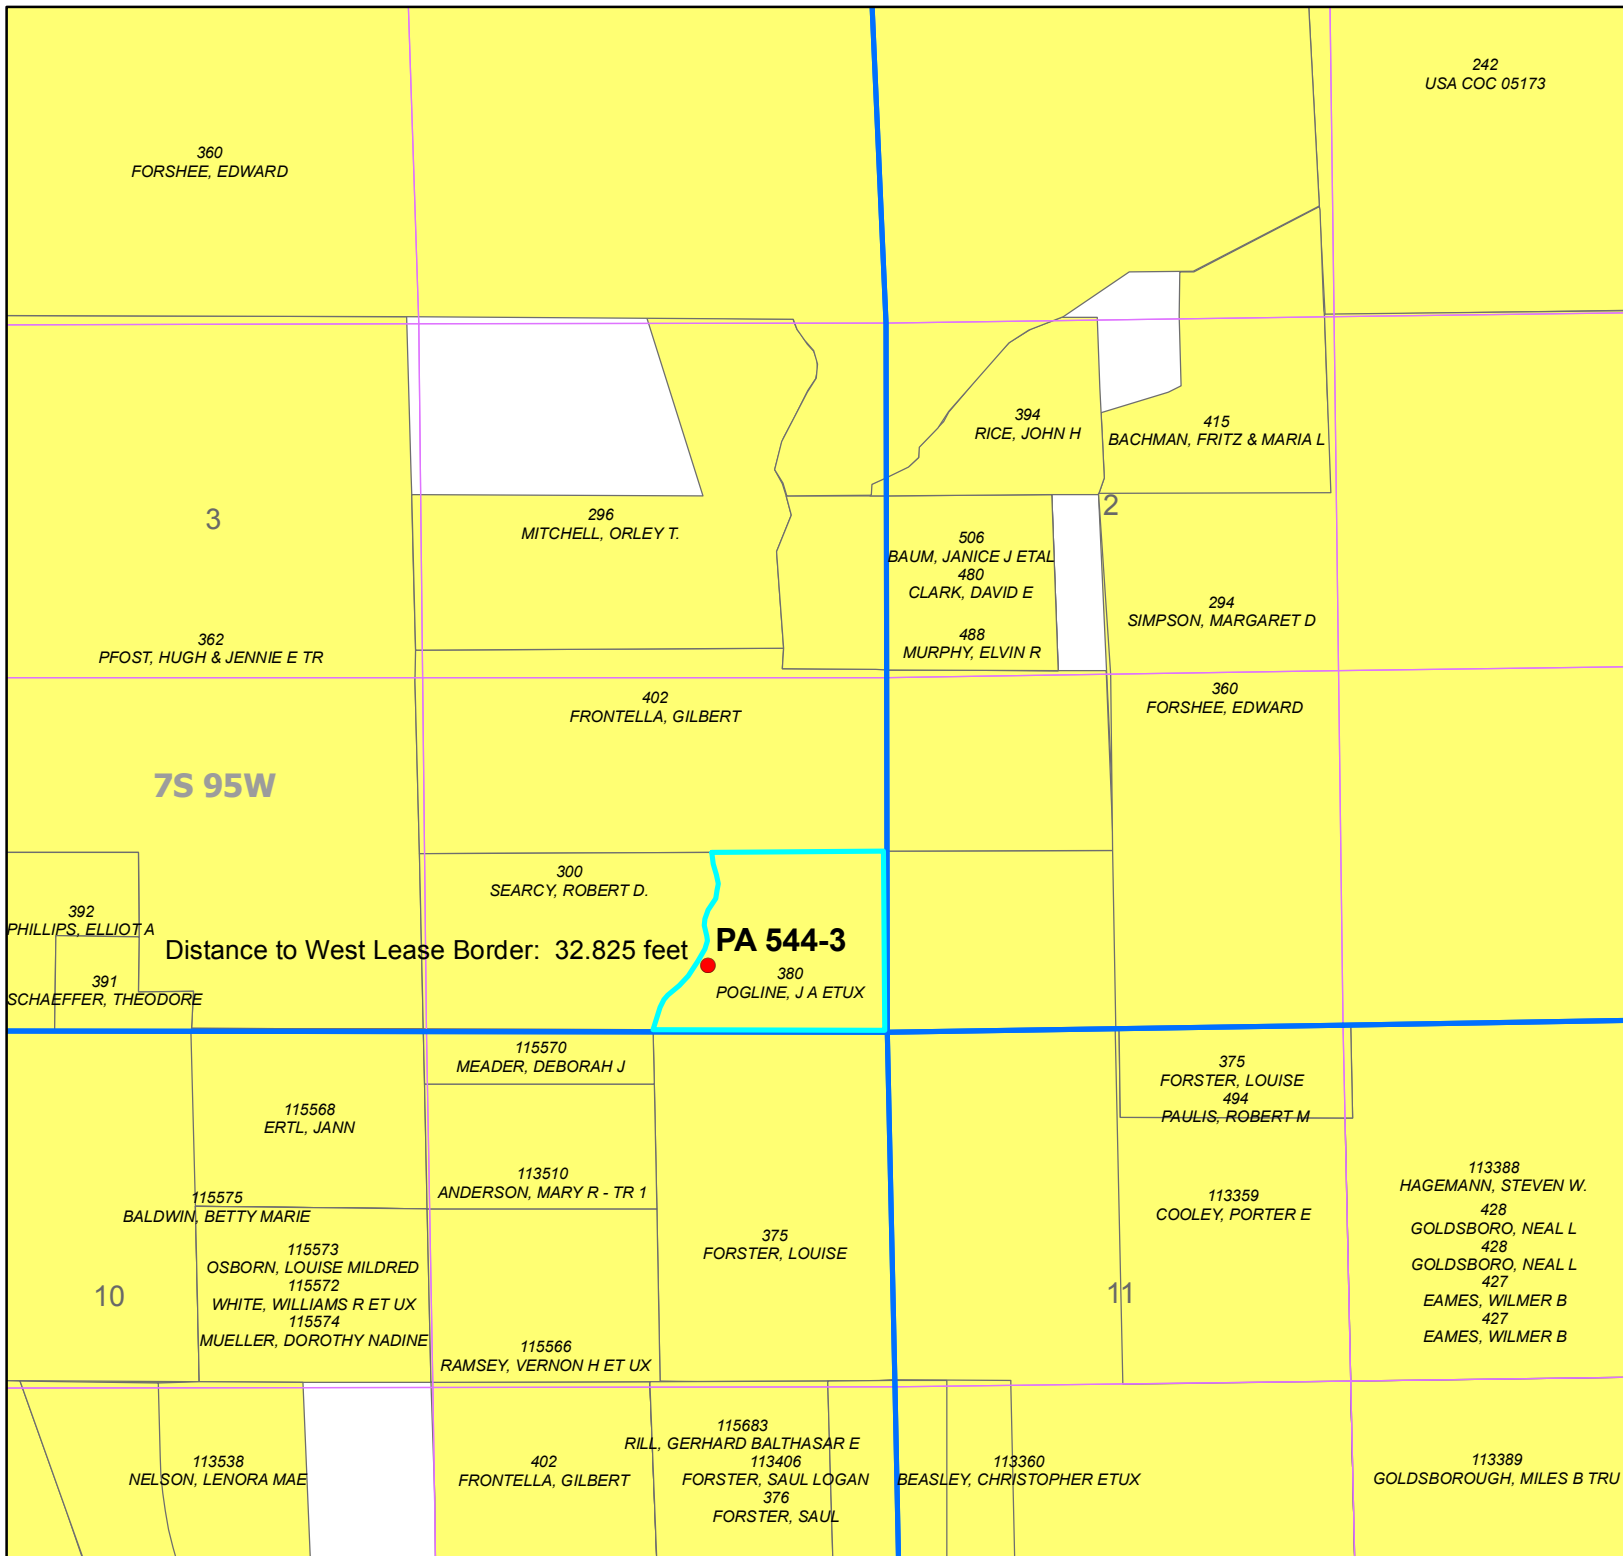 242
USA COC 05173
360
FORSHEE, EDWARD
394
RICE, JOHN H
415
BACHMAN, FRITZ & MARIA L
3
2
296
MITCHELL, ORLEY T.
506
BAUM, JANICE J ETAL
480
CLARK, DAVID E
488
MURPHY, ELVIN R
294
SIMPSON, MARGARET D
362
PFOST, HUGH & JENNIE E TR
402
FRONTELLA, GILBERT
360
FORSHEE, EDWARD
7S 95W
300
SEARCY, ROBERT D.
392
PHILLIPS, ELLIOT A
Distance to West Lease Border:  32.825 feet
PA 544-3
380
POGLINE, J A ETUX
391
SCHAEFFER, THEODORE
115570
MEADER, DEBORAH J
375
FORSTER, LOUISE
494
PAULIS, ROBERT M
115568
ERTL, JANN
113510
ANDERSON, MARY R - TR 1
113359
COOLEY, PORTER E
113388
HAGEMANN, STEVEN W.
428
GOLDSBORO, NEAL L
428
GOLDSBORO, NEAL L
427
EAMES, WILMER B
427
EAMES, WILMER B
115575
BALDWIN, BETTY MARIE
375
FORSTER, LOUISE
115573
OSBORN, LOUISE MILDRED
115572
WHITE, WILLIAMS R ET UX
115574
MUELLER, DOROTHY NADINE
10
11
115566
RAMSEY, VERNON H ET UX
113538
NELSON, LENORA MAE
402
FRONTELLA, GILBERT
115683
RILL, GERHARD BALTHASAR E
113406
FORSTER, SAUL LOGAN
376
FORSTER, SAUL
113360
BEASLEY, CHRISTOPHER ETUX
113389
GOLDSBOROUGH, MILES B TRU